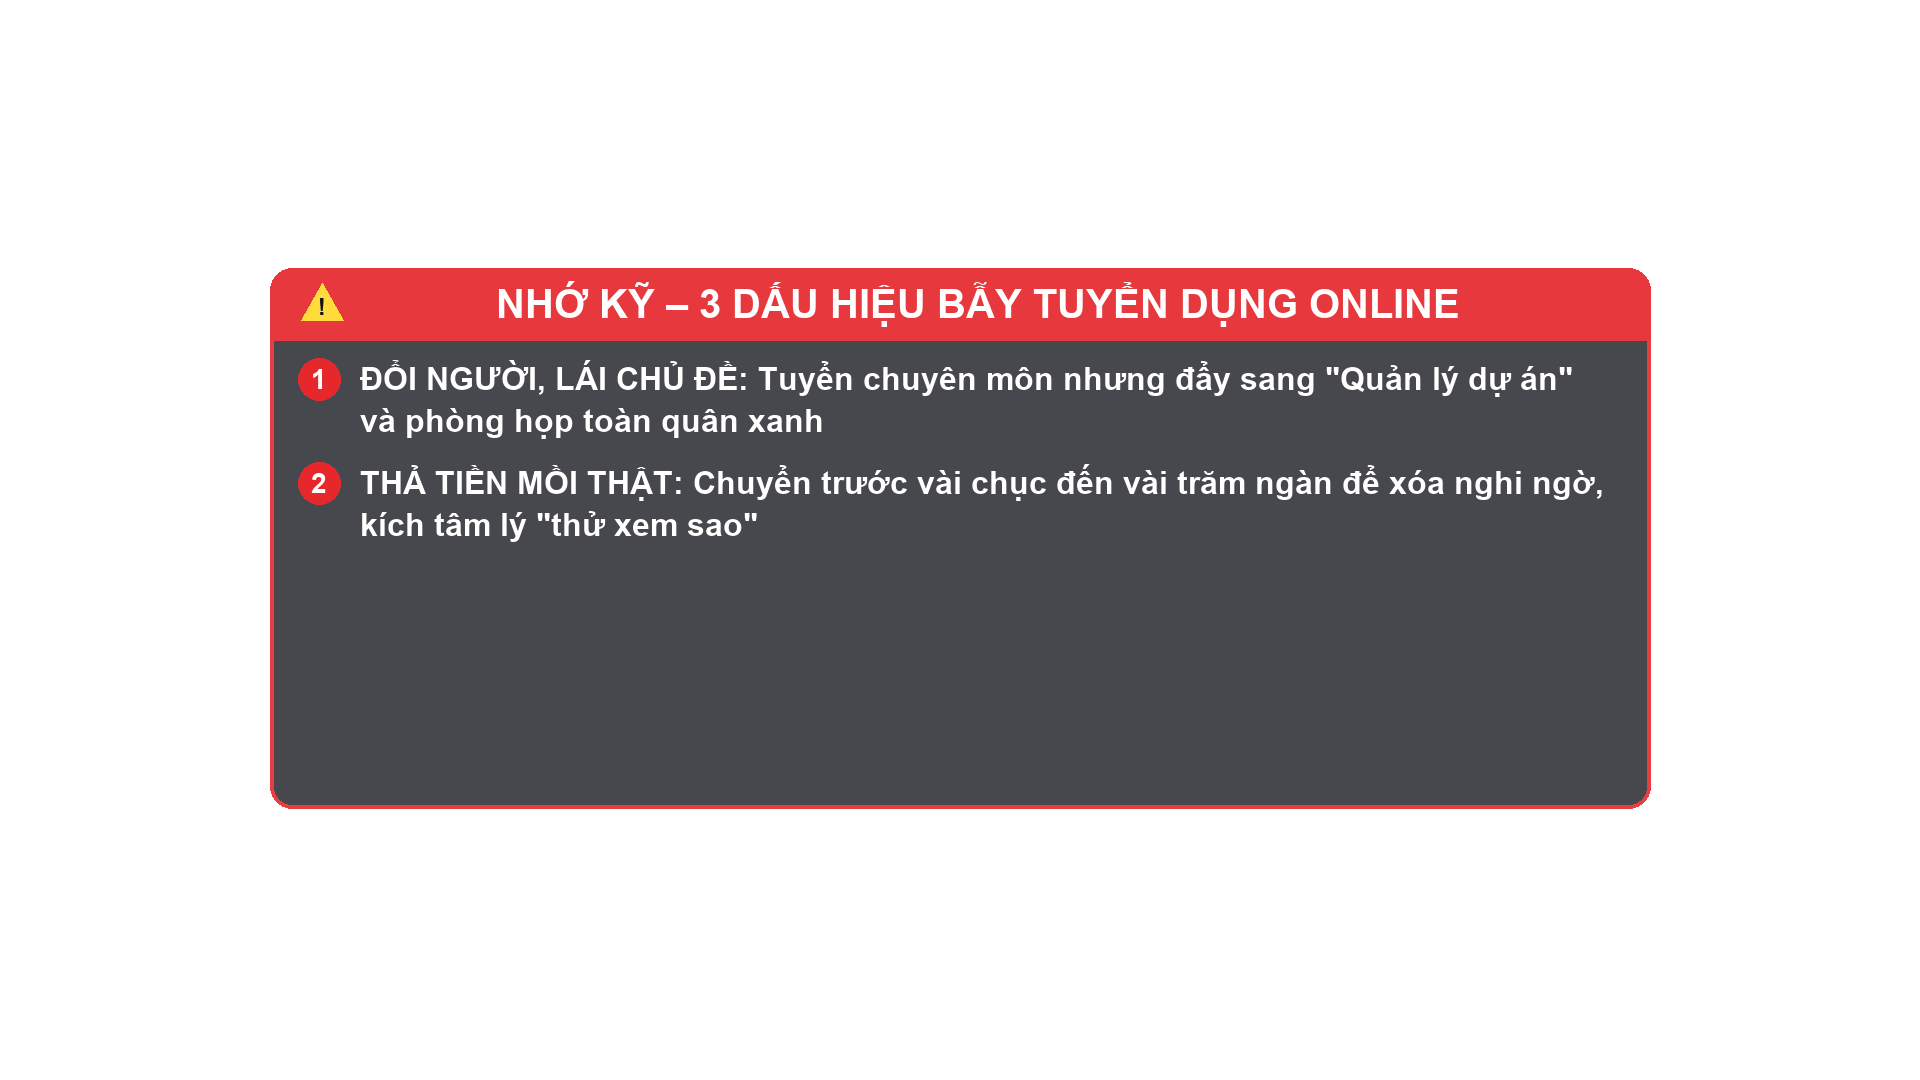 !
NHỚ KỸ – 3 DẤU HIỆU BẪY TUYỂN DỤNG ONLINE
1 ĐỔI NGƯỜI, LÁI CHỦ ĐỀ: Tuyển chuyên môn nhưng đẩy sang "Quản lý dự án"
và phòng họp toàn quân xanh
2 THẢ TIỀN MỒI THẬT: Chuyển trước vài chục đến vài trăm ngàn để xóa nghi ngờ,
kích tâm lý "thử xem sao"